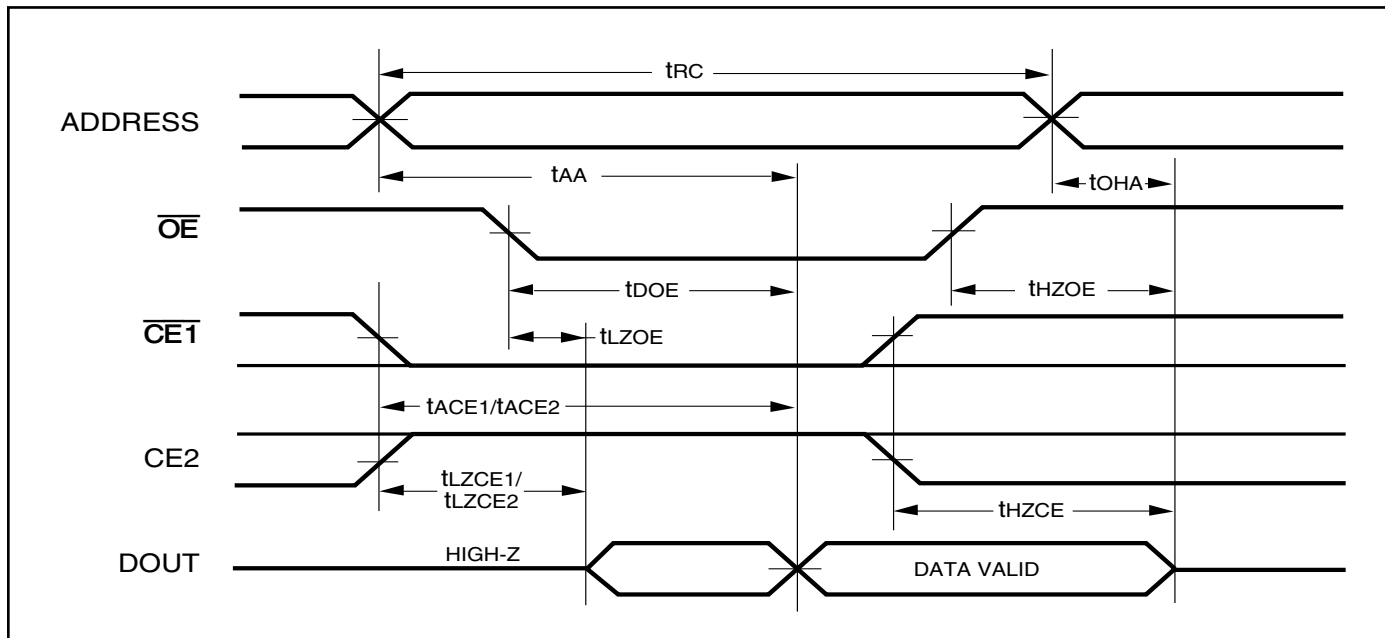 tRC
ADDRESS
tAA
tOHA
OE
tDOE
tHZOE
CE1
tLZOE
tACE1/tACE2
CE2
tLZCE1/
tLZCE2
tHZCE
DOUT
HIGH-Z
DATA VALID